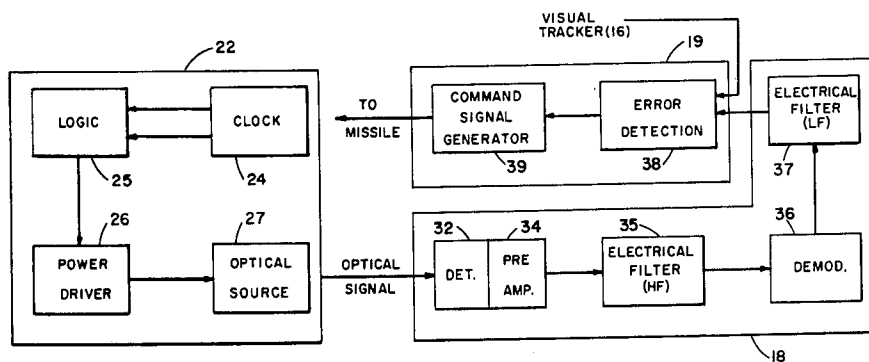 VISUAL
TRACKER(16)
22
19
LOGIC
CLOCK
TO
MISSILE
COMMAND
SIGNAL
GENERATOR
ERROR
DETECTION
ELECTRICAL
FILTER
(LF)
25
24
39
38
37
26
27
32
34
35
36
POWER
DRIVER
OPTICAL
SOURCE
OPTICAL
SIGNAL
DET.
PRE
AMP.
ELECTRICAL
FILTER
(HF)
DEMOD.
18